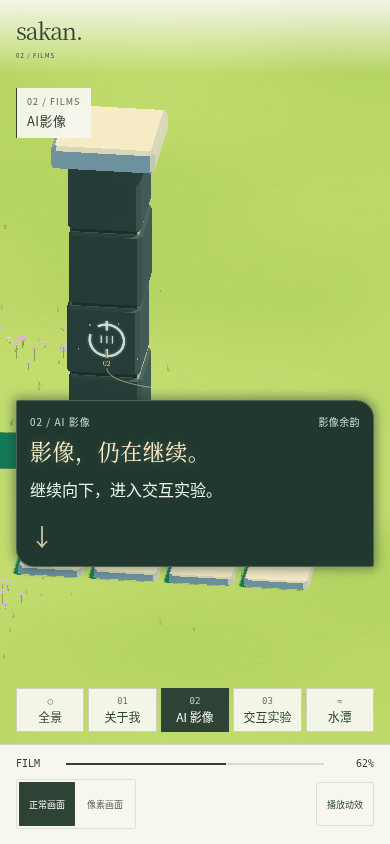 sakan.
02 / FILMS
02 / FILMS
AI影像
02
02 / AI 影像
影像余韵
影像，仍在继续。
继续向下，进入交互实验。
↓
○
全景
01
关于我
02
AI 影像
03
交互实验
≈
水潭
FILM
62%
正常画面
像素画面
播放动效